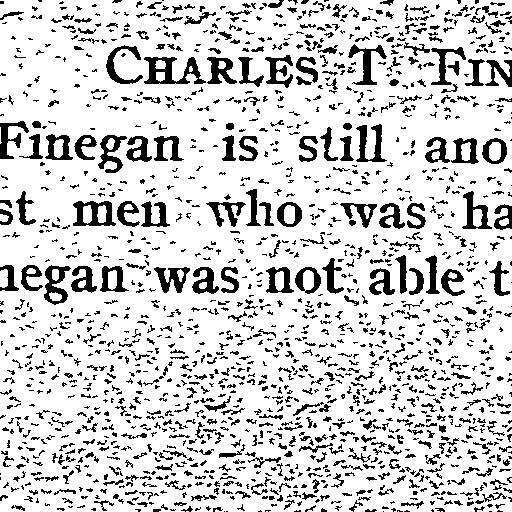 CHARLES T. FIN
Finegan is still ano
st men who was ha
negan was not able t